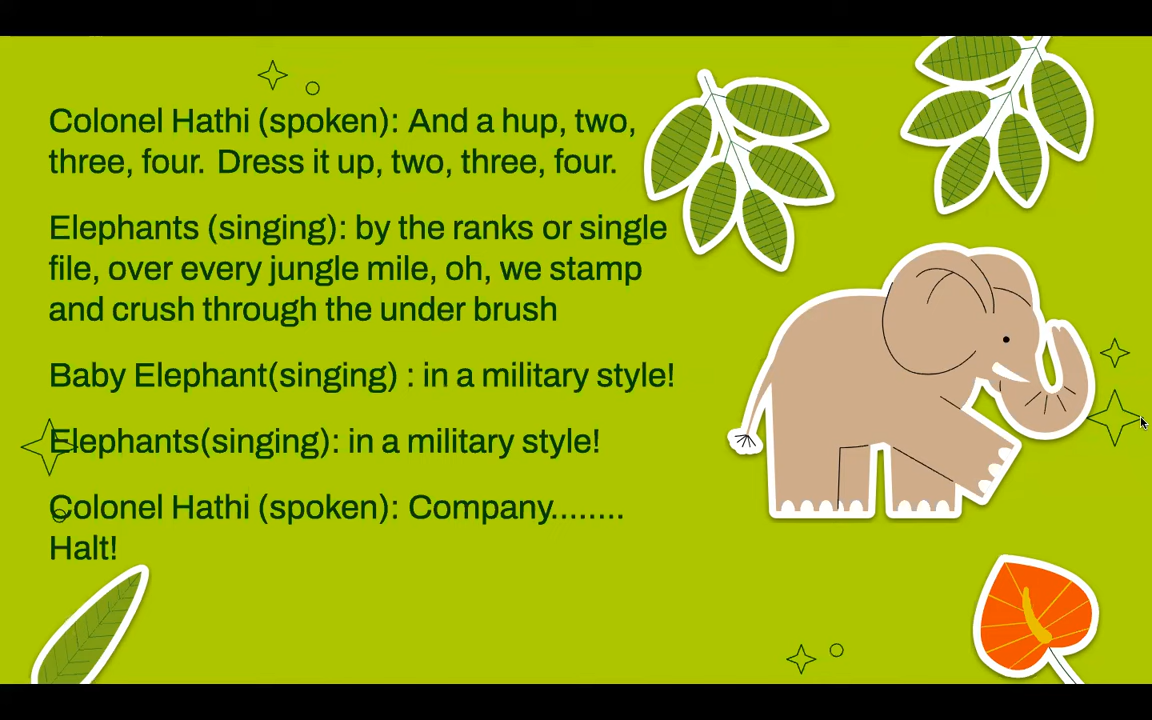 Colonel Hathi (spoken): And a hup, two,
three, four. Dress it up, two, three, four.
Elephants (singing): by the ranks or single
file, over every jungle mile, oh, we stamp
and crush through the under brush
Baby Elephant(singing) : in a military style!
Elephants(singing): in a military style!
Colonel Hathi (spoken): Company........
Halt!